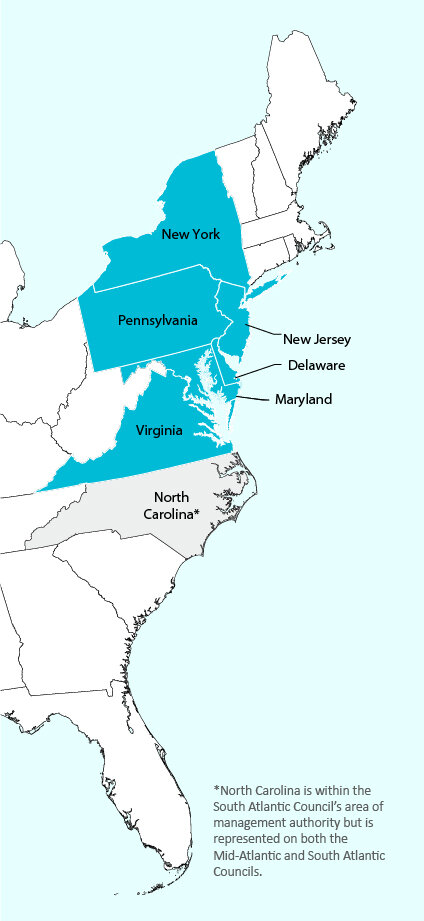 New York
Pennsylvania
New Jersey
Delaware
Maryland
Virginia
North
Carolina*
*North Carolina is within the
South Atlantic Council’s area of
management authority but is
represented on both the
Mid-Atlantic and South Atlantic
Councils.